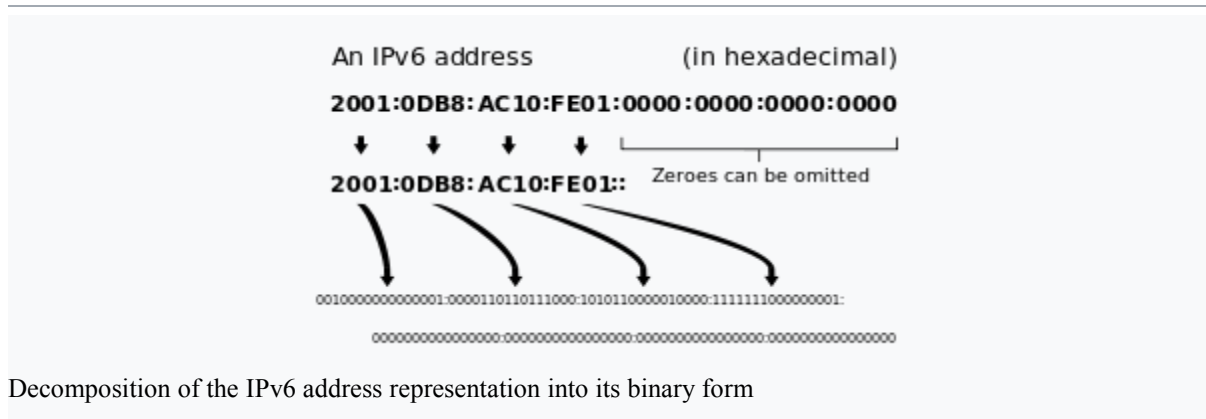 An IPv6 address (in hexadecimal)
2001:0DB8:AC10:FE01:0000:0000:0000:0000
Zeroes can be omitted
2001:0DB8:AC10:FE01::
0010000000000001:0000110110111000:1010110000010000:1111111000000001:
0000000000000000:0000000000000000:0000000000000000:0000000000000000
Decomposition of the IPv6 address representation into its binary form